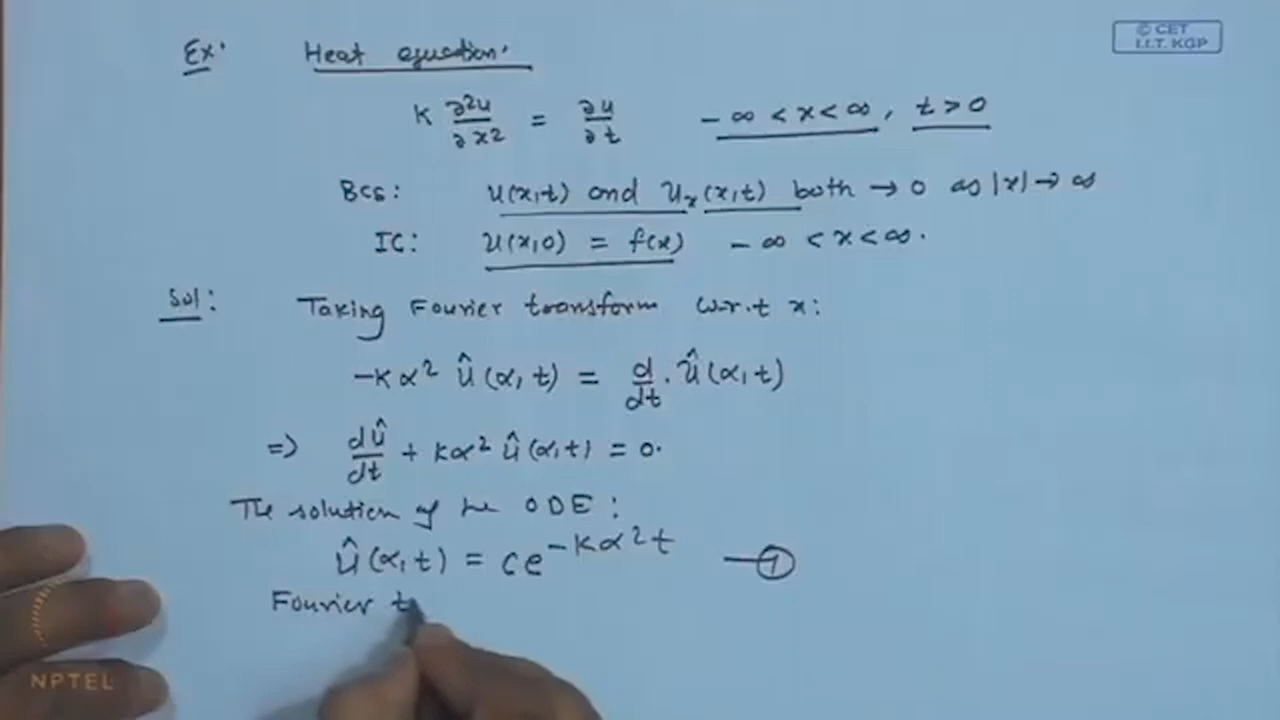 © CET
I.I.T. KGP
Ex. Heat equation.
K ∂²u/∂x² = ∂u/∂t -∞ < x < ∞, t > 0
BCs: u(x,t) and uₓ(x,t) both → 0 as |x| → ∞
IC: u(x,0) = f(x) -∞ < x < ∞.
Sol: Taking Fourier transform w.r.t x:
-Kα² û(α,t) = d/dt . û(α,t)
=> dû/dt + Kα² û(α,t) = 0.
The solution of the ODE:
û(α,t) = ce^{-Kα²t} —①
Fourier t
NPTEL